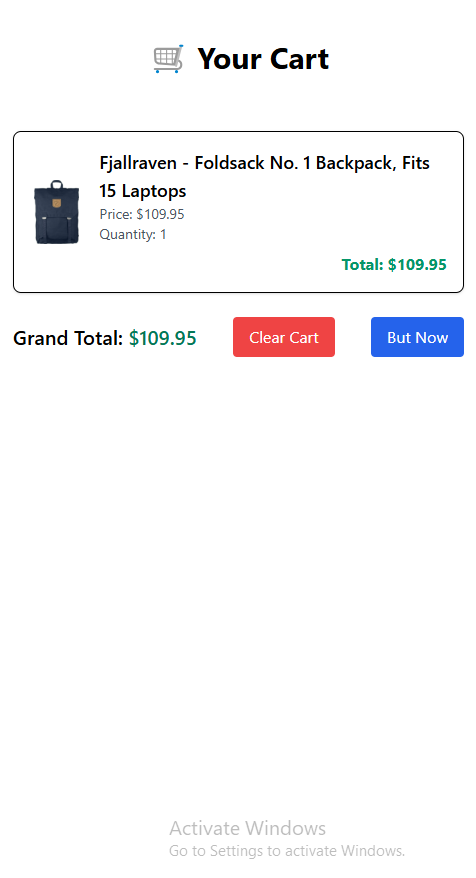 Your Cart
Fjallraven - Foldsack No. 1 Backpack, Fits
15 Laptops
Price: $109.95
Quantity: 1
Total: $109.95
Grand Total: $109.95
Clear Cart
But Now
Activate Windows
Go to Settings to activate Windows.